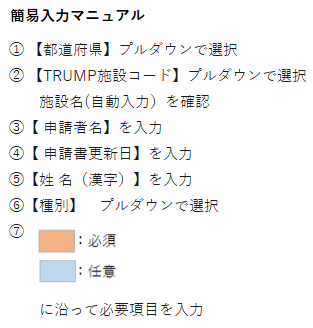 簡易入力マニュアル
① 【都道府県】プルダウンで選択
② 【TRUMP施設コード】プルダウンで選択
施設名(自動入力）を確認
③【 申請者名】を入力
④【 申請書更新日】を入力
⑤【姓 名（漢字）】を入力
⑥【種別】　プルダウンで選択
⑦
：必須
：任意
に沿って必要項目を入力